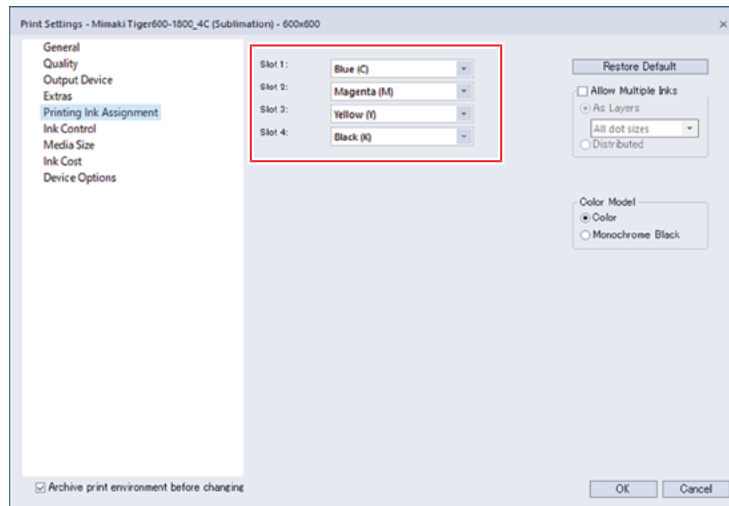 Print Settings - Mimaki Tiger600-1800_4C (Sublimation) - 600x600
General
Quality
Output Device
Extras
Printing Ink Assignment
Ink Control
Media Size
Ink Cost
Device Options
Slot 1: Blue (C)
Slot 2: Magenta (M)
Slot 3: Yellow (Y)
Slot 4: Black (K)
Restore Default
Allow Multiple Inks
As Layers
All dot sizes
Distributed
Color Model
Color
Monochrome Black
Archive print environment before changing
OK Cancel